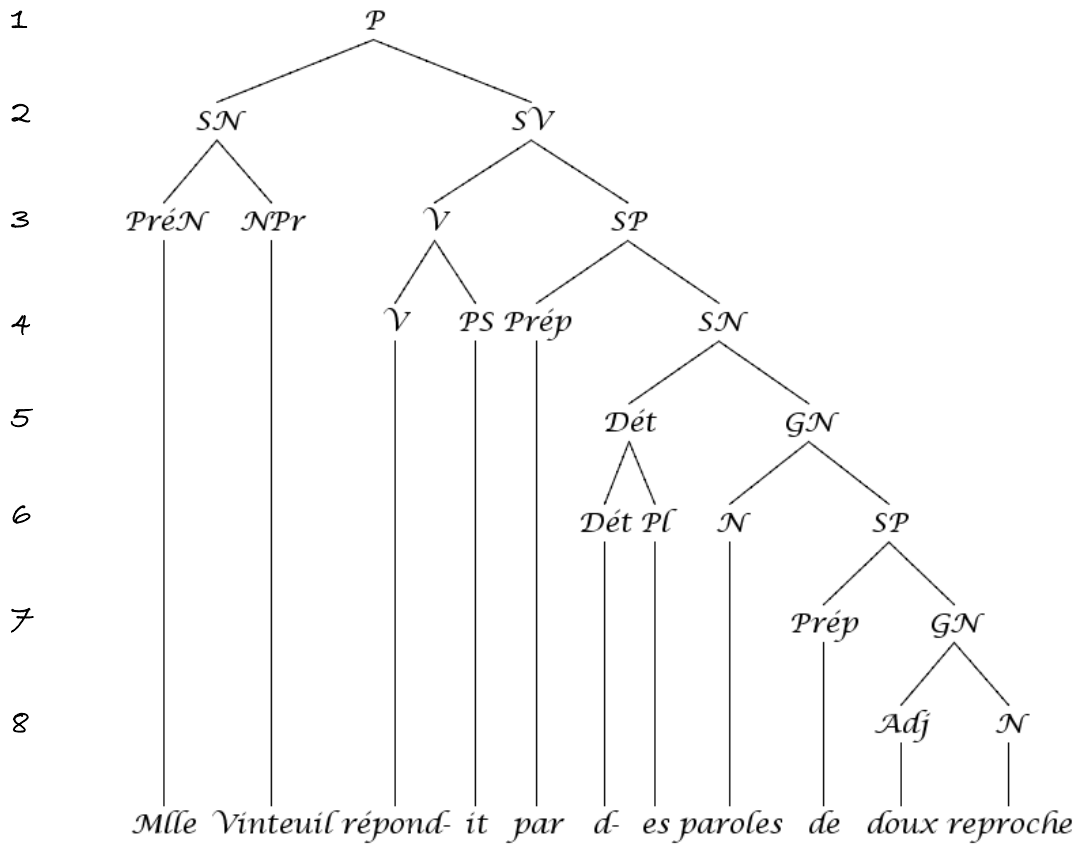 1 P
2 SN SV
3 PréN NPr V SP
4 V PS Prép SN
5 Dét GN
6 Dét Pl N SP
7 Prép GN
8 Adj N
Mlle Vinteuil répond- it par d- es paroles de doux reproche